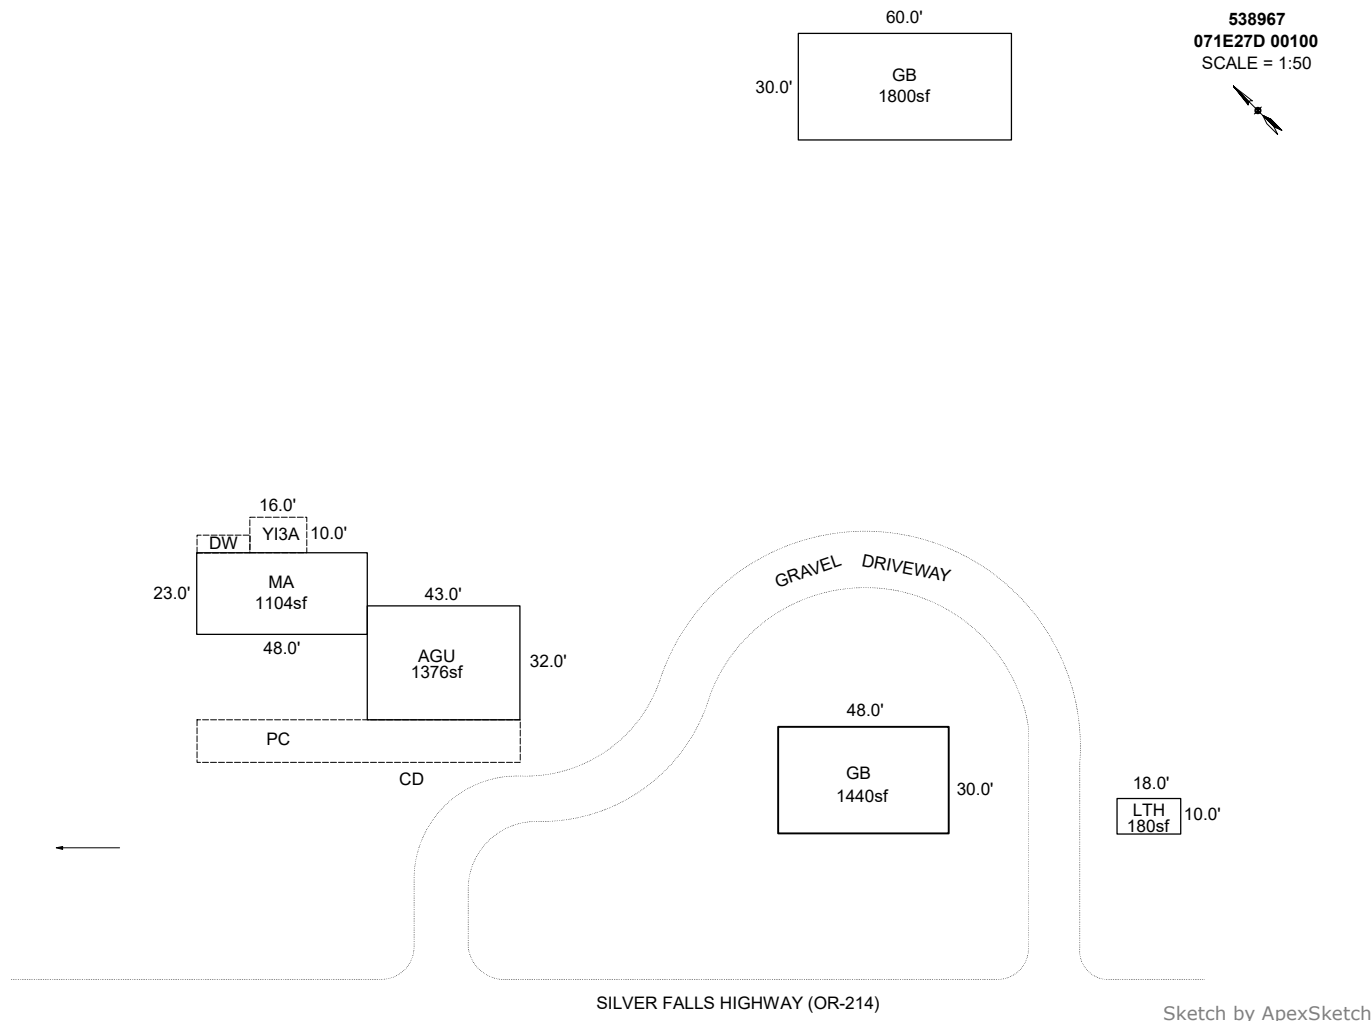 538967
071E27D 00100
SCALE = 1:50
60.0'
30.0'
GB
1800sf
16.0'
YI3A
10.0'
DW
23.0'
MA
1104sf
48.0'
43.0'
AGU
1376sf
32.0'
PC
CD
GRAVEL DRIVEWAY
48.0'
GB
1440sf
30.0'
18.0'
LTH
180sf
10.0'
SILVER FALLS HIGHWAY (OR-214)
Sketch by ApexSketch